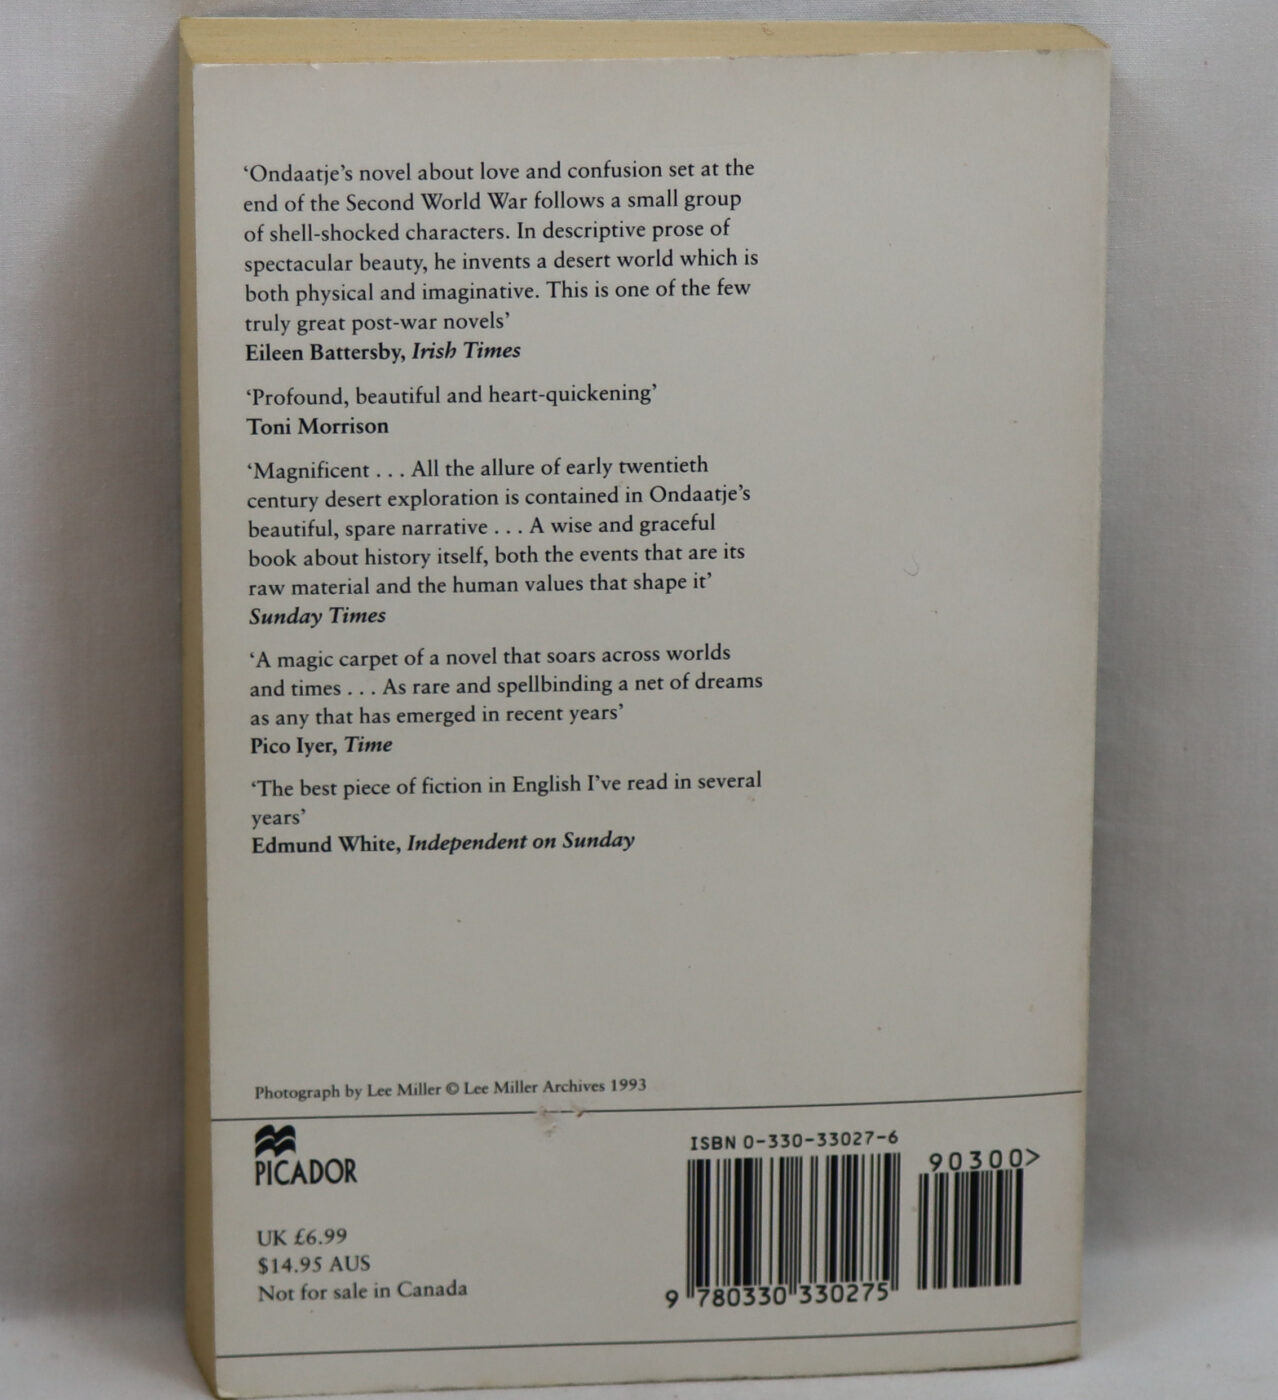 ‘Ondaatje’s novel about love and confusion set at the
end of the Second World War follows a small group
of shell-shocked characters. In descriptive prose of
spectacular beauty, he invents a desert world which is
both physical and imaginative. This is one of the few
truly great post-war novels’
Eileen Battersby, Irish Times
‘Profound, beautiful and heart-quickening’
Toni Morrison
‘Magnificent . . . All the allure of early twentieth
century desert exploration is contained in Ondaatje’s
beautiful, spare narrative . . . A wise and graceful
book about history itself, both the events that are its
raw material and the human values that shape it’
Sunday Times
‘A magic carpet of a novel that soars across worlds
and times . . . As rare and spellbinding a net of dreams
as any that has emerged in recent years’
Pico Iyer, Time
‘The best piece of fiction in English I’ve read in several
years’
Edmund White, Independent on Sunday
Photograph by Lee Miller © Lee Miller Archives 1993
PICADOR
UK £6.99
$14.95 AUS
Not for sale in Canada
ISBN 0-330-33027-6
90300>
9 780330 330275